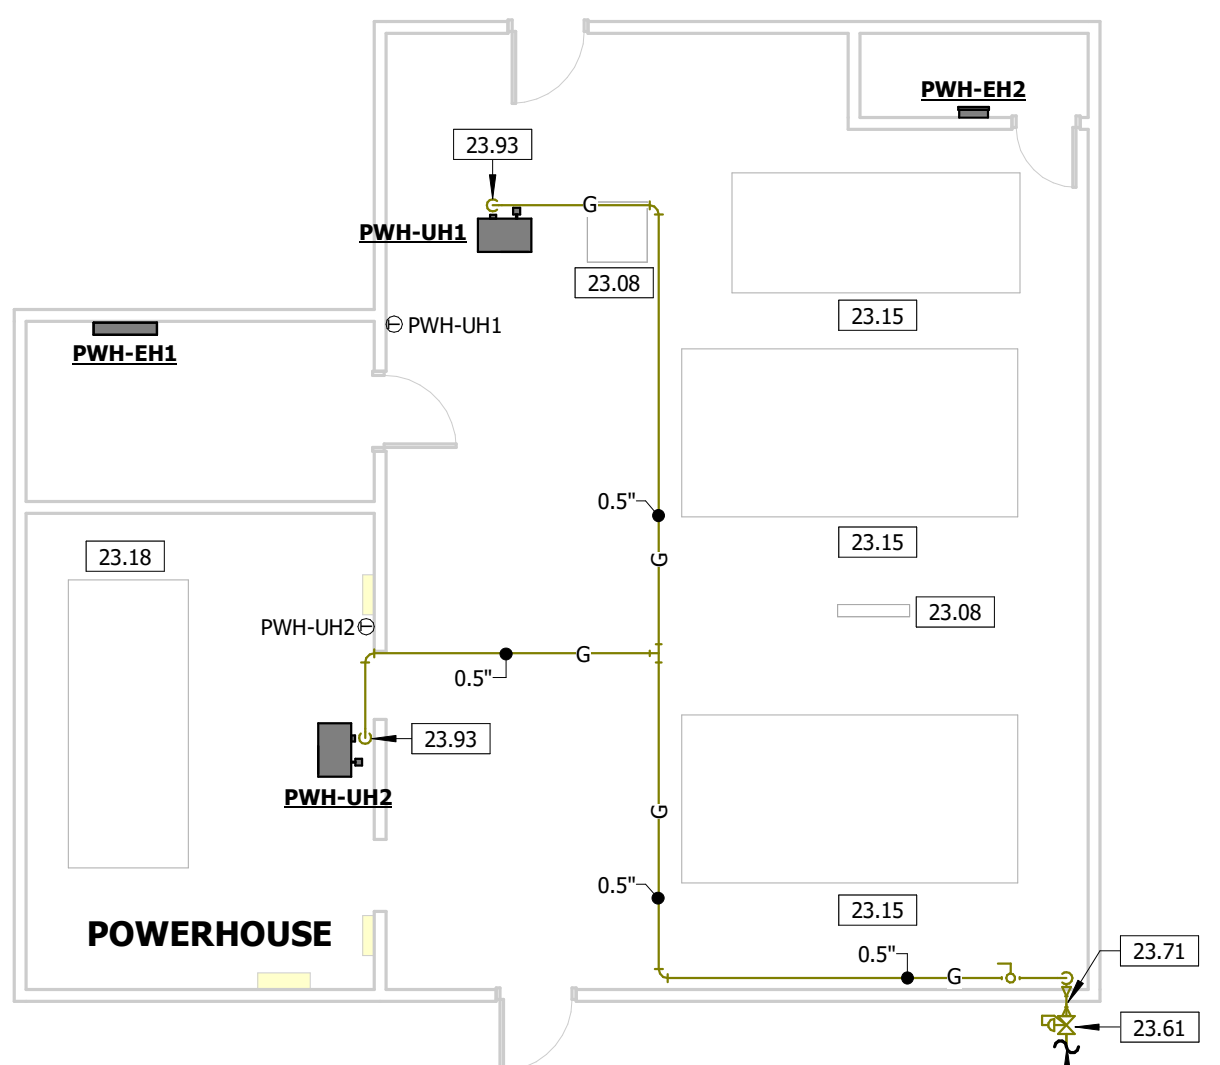 PWH-EH2
23.93
G
PWH-UH1
23.08
23.15
PWH-UH1
PWH-EH1
0.5"
23.18
23.15
G
23.08
PWH-UH2
G
0.5"
23.93
PWH-UH2
G
0.5"
23.15
POWERHOUSE
0.5"
G
23.71
23.61